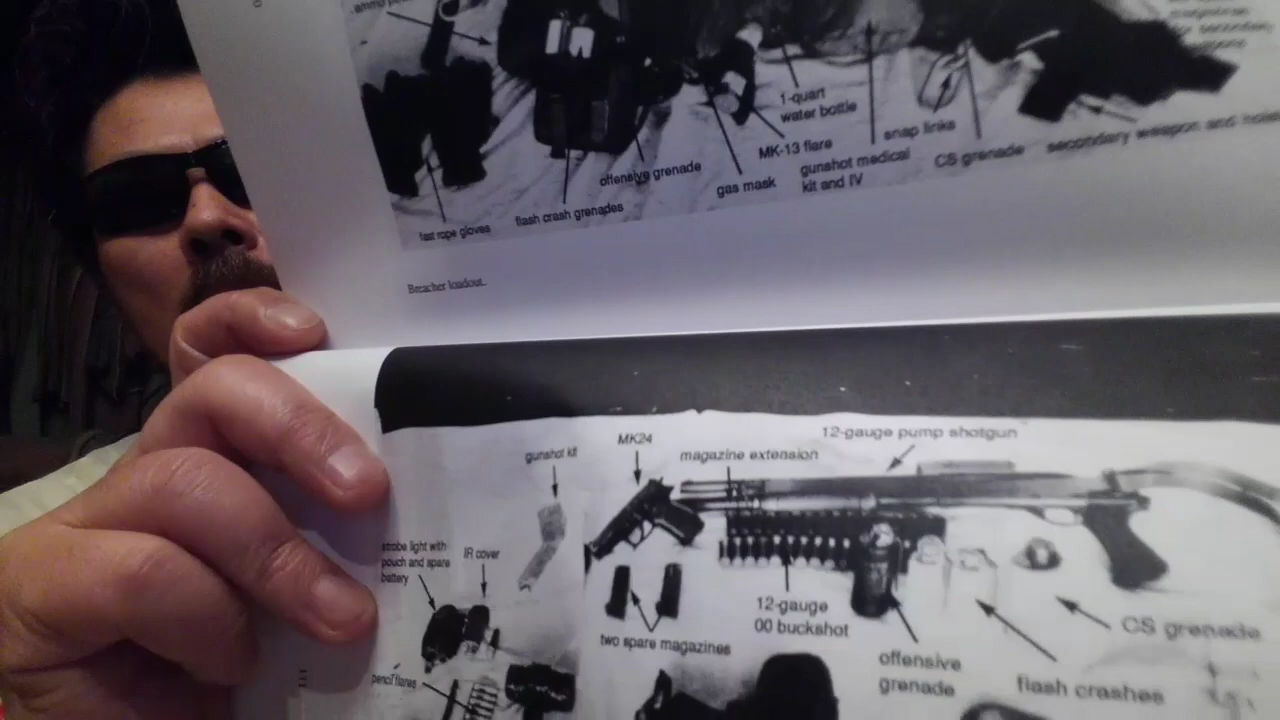 ammo
1-quart
water bottle
snap links
MK-13 flare
offensive grenade
gas mask
gunshot medical
kit and IV
CS grenade
secondary weapon and
flash crash grenades
fast rope gloves
Breacher loadout.
12-gauge pump shotgun
MK24
gunshot kit
magazine extension
strobe light with
pouch and spare
battery
IR cover
12-gauge
00 buckshot
two spare magazines
CS grenade
offensive
grenade
flash crashes
pencil flares